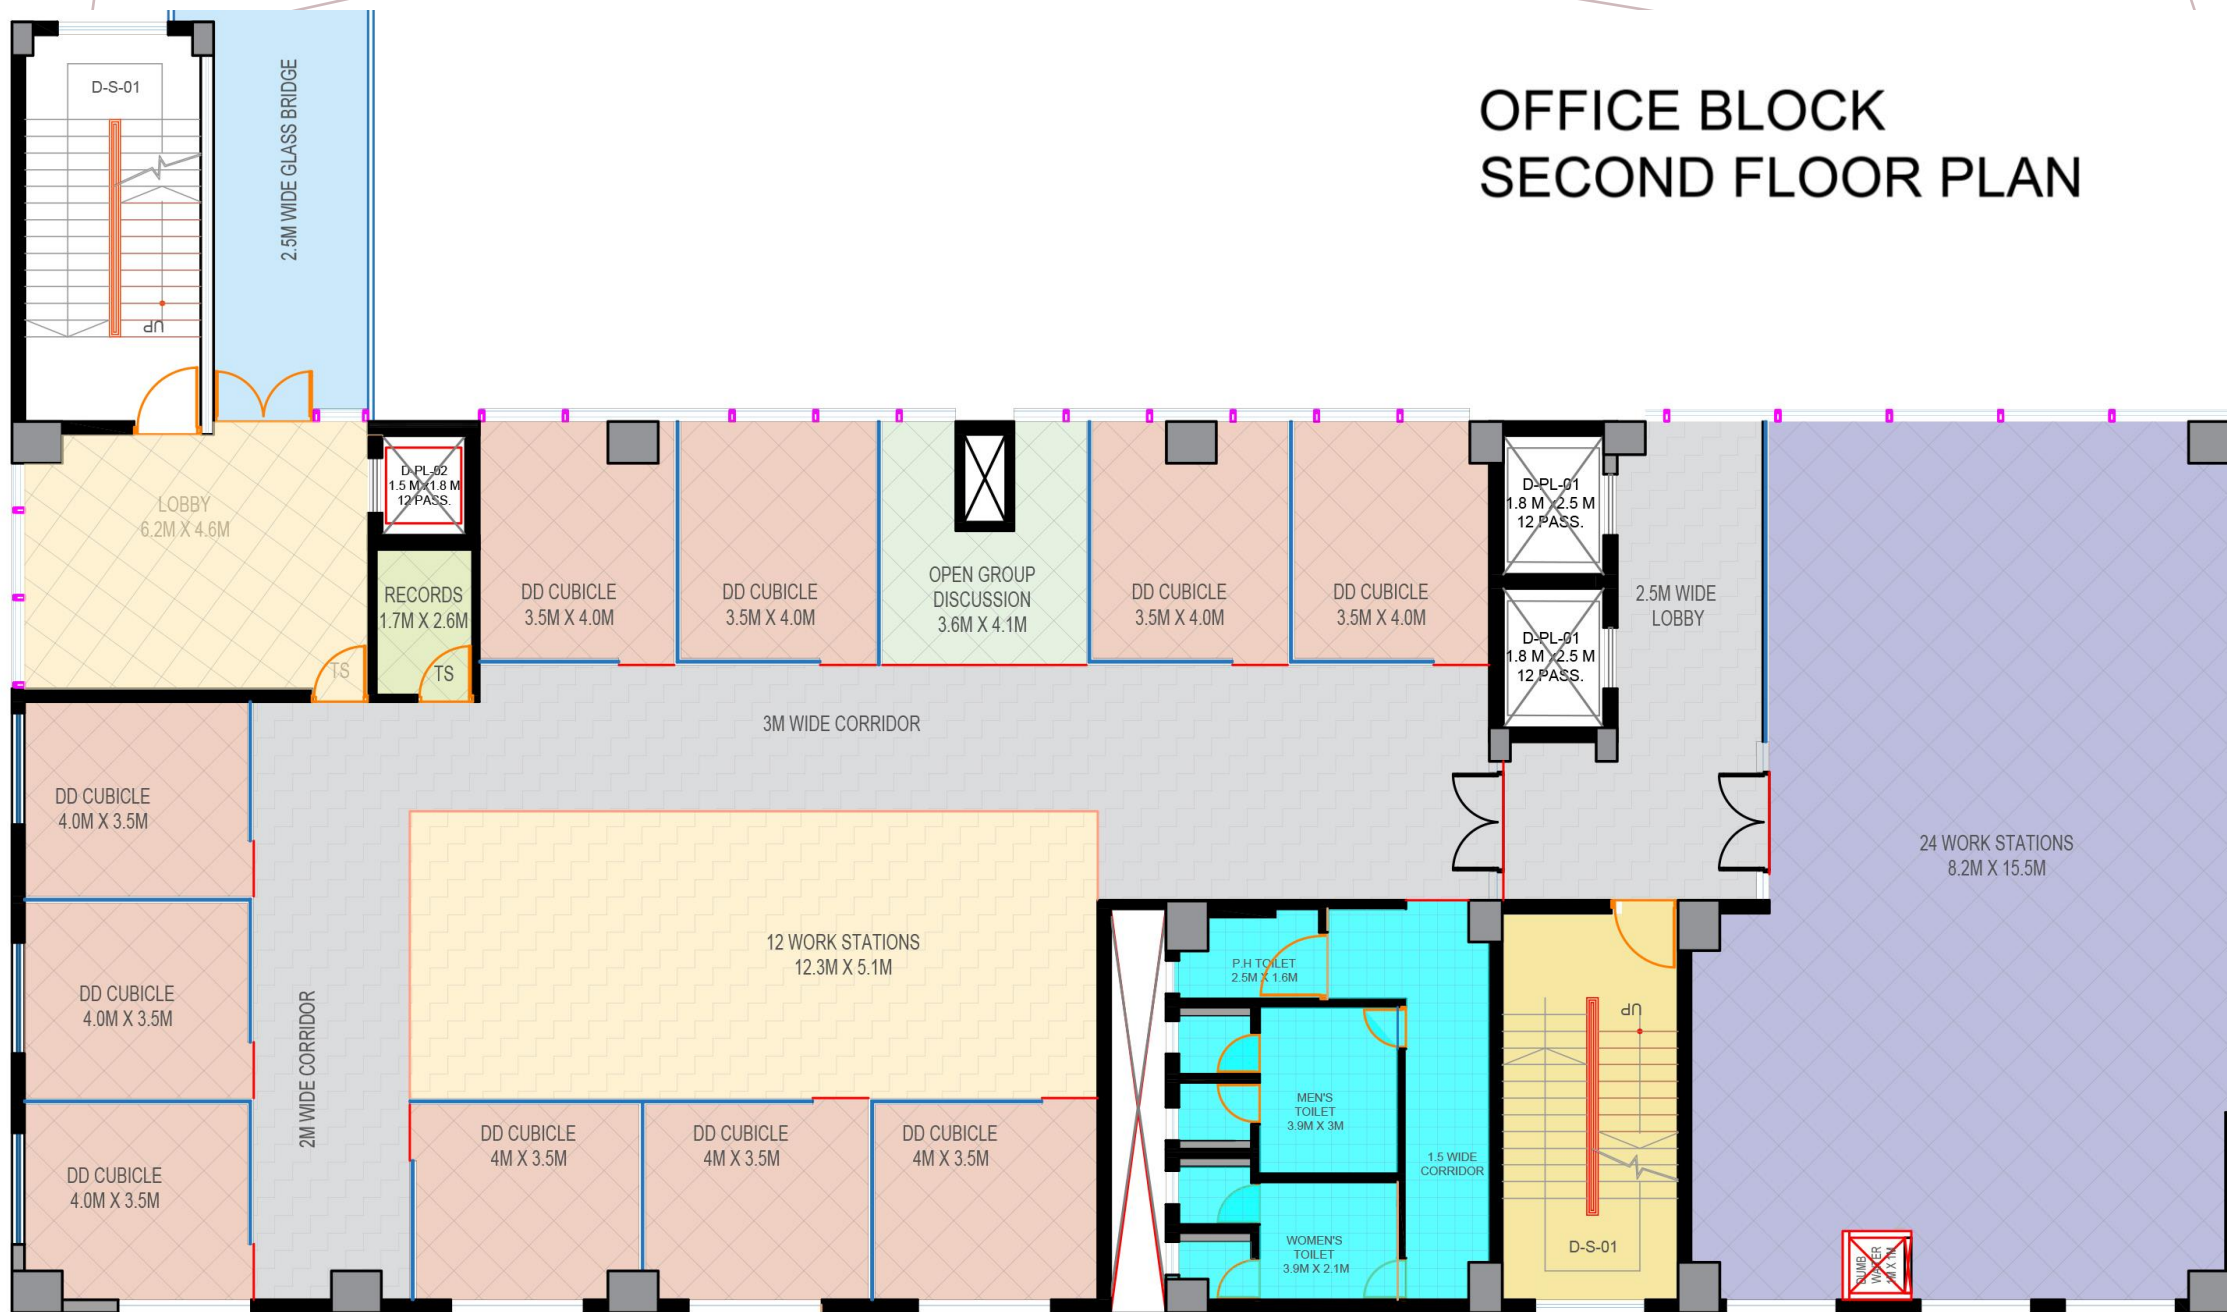 OFFICE BLOCK
SECOND FLOOR PLAN
D-S-01
UP
2.5M WIDE GLASS BRIDGE
LOBBY
6.2M X 4.6M
TS
D-PL-02
1.5 M x1.8 M
12 PASS.
RECORDS
1.7M X 2.6M
TS
DD CUBICLE
3.5M X 4.0M
DD CUBICLE
3.5M X 4.0M
OPEN GROUP
DISCUSSION
3.6M X 4.1M
DD CUBICLE
3.5M X 4.0M
DD CUBICLE
3.5M X 4.0M
D-PL-01
1.8 M x2.5 M
12 PASS.
D-PL-01
1.8 M x2.5 M
12 PASS.
2.5M WIDE
LOBBY
3M WIDE CORRIDOR
DD CUBICLE
4.0M X 3.5M
DD CUBICLE
4.0M X 3.5M
DD CUBICLE
4.0M X 3.5M
2M WIDE CORRIDOR
12 WORK STATIONS
12.3M X 5.1M
DD CUBICLE
4M X 3.5M
DD CUBICLE
4M X 3.5M
DD CUBICLE
4M X 3.5M
P.H TOILET
2.5M X 1.6M
MEN'S
TOILET
3.9M X 3M
WOMEN'S
TOILET
3.9M X 2.1M
1.5 WIDE
CORRIDOR
UP
D-S-01
24 WORK STATIONS
8.2M X 15.5M
DUMB
WAITER
1M X 1M